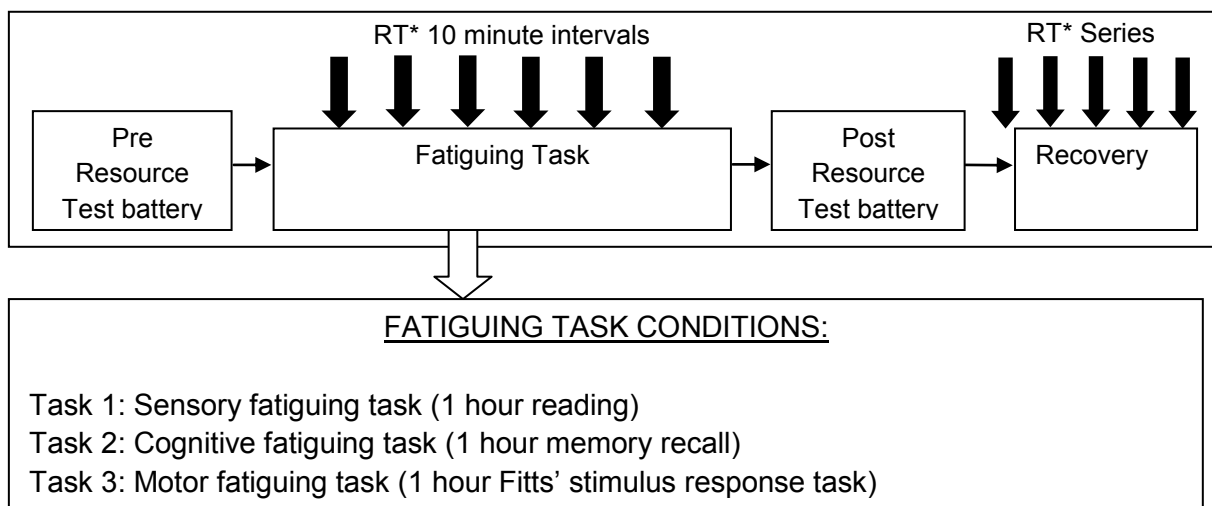 RT* 10 minute intervals
RT* Series
Pre
Resource
Test battery
Fatiguing Task
Post
Resource
Test battery
Recovery
FATIGUING TASK CONDITIONS:
Task 1: Sensory fatiguing task (1 hour reading)
Task 2: Cognitive fatiguing task (1 hour memory recall)
Task 3: Motor fatiguing task (1 hour Fitts’ stimulus response task)